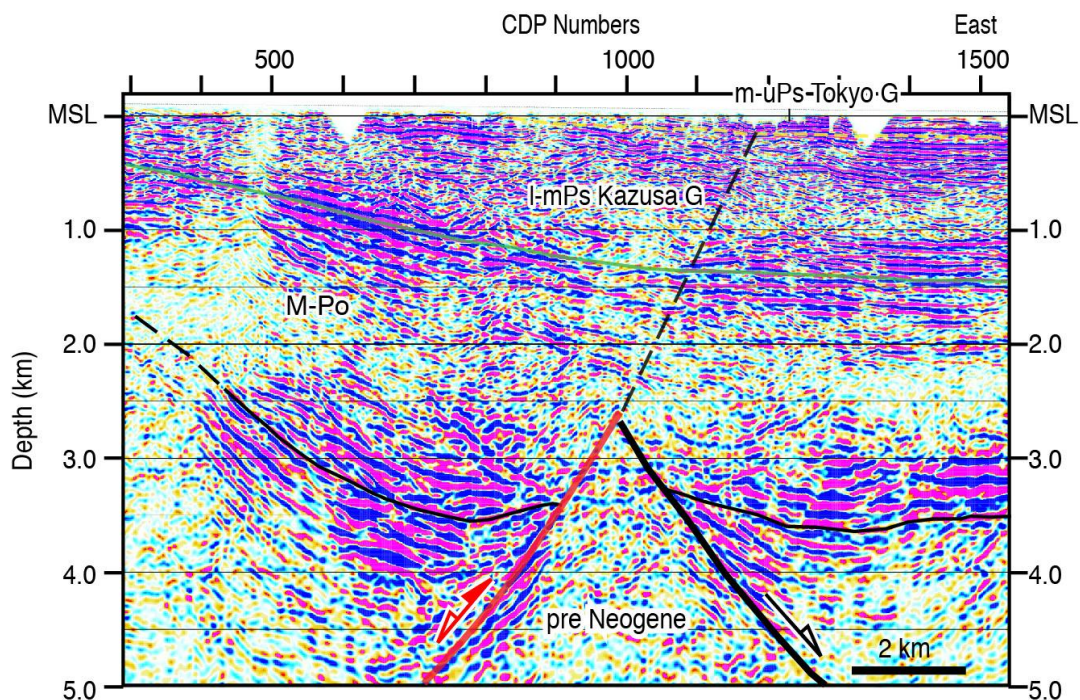 CDP Numbers East
500 1000 1500
m-uPs-Tokyo G
MSL MSL
l-mPs Kazusa G
1.0 1.0
M-Po
2.0 2.0
Depth (km)
3.0 3.0
4.0 4.0
pre Neogene
2 km
5.0 5.0